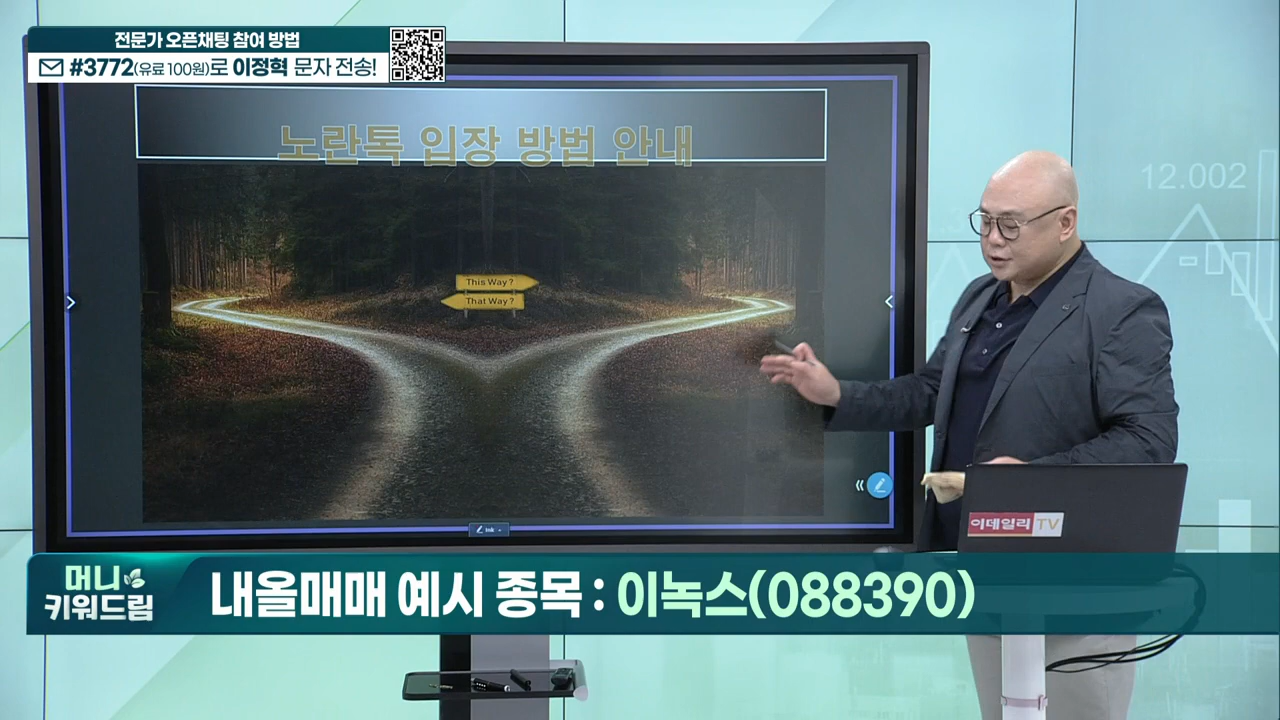 전문가 오픈채팅 참여 방법
#3772(유료 100원)로 이정혁 문자 전송!
노란톡 입장 방법 안내
12.002
This Way ?
That Way ?
Ink
이데일리TV
머니
키워드림
내올매매 예시 종목 : 이녹스(088390)